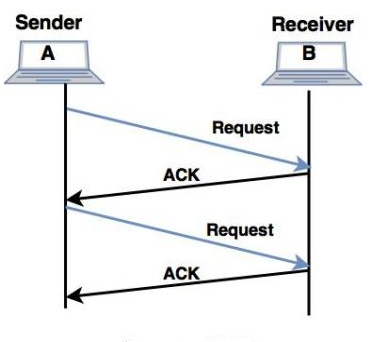 Sender
Receiver
A
B
Request
ACK
Request
ACK